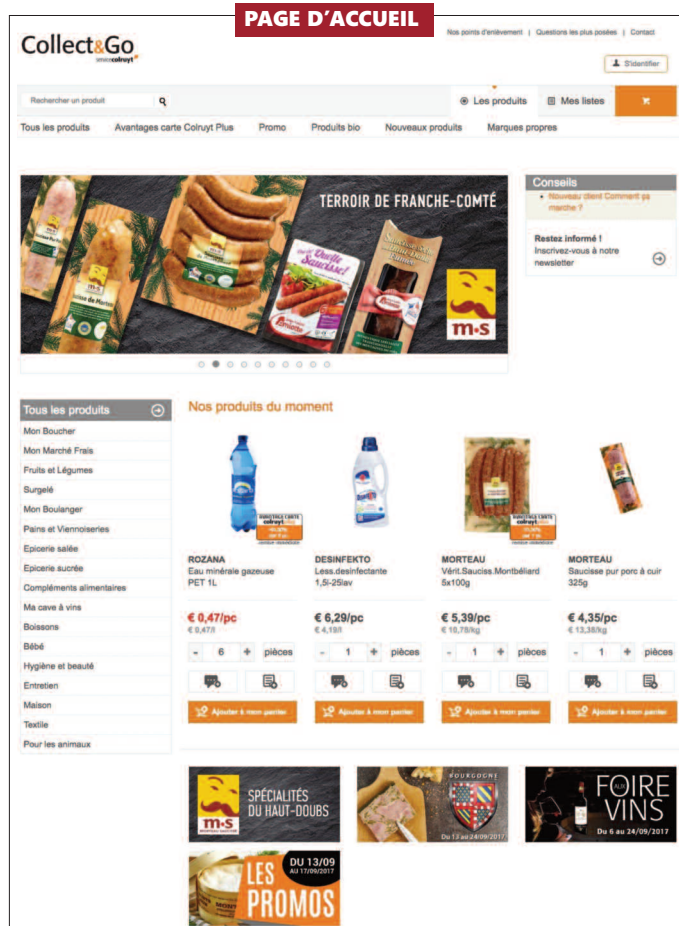 PAGE D'ACCUEIL
Nos points d'enlèvement | Questions les plus posées | Contact
Collect&Go
servicecolruyt
S'identifier
Rechercher un produit
Les produits
Mes listes
Tous les produits Avantages carte Colruyt Plus Promo Produits bio Nouveaux produits Marques propres
TERROIR DE FRANCHE-COMTÉ
m·s
Conseils
Nouveau client Comment ça
marche ?
Restez informé !
Inscrivez-vous à notre
newsletter
Tous les produits
Mon Boucher
Mon Marché Frais
Fruits et Légumes
Surgelé
Mon Boulanger
Pains et Viennoiseries
Epicerie salée
Epicerie sucrée
Compléments alimentaires
Ma cave à vins
Boissons
Bébé
Hygiène et beauté
Entretien
Maison
Textile
Pour les animaux
Nos produits du moment
ROZANA
Eau minérale gazeuse
PET 1L
€ 0,47/pc
€ 0,47/l
- 6 + pièces
Ajouter à mon panier
DESINFEKTO
Less.desinfectante
1,5l-25lav
€ 6,29/pc
€ 4,19/l
- 1 + pièces
Ajouter à mon panier
MORTEAU
Vérit.Sauciss.Montbéliard
5x100g
€ 5,39/pc
€ 10,78/kg
- 1 + pièces
Ajouter à mon panier
MORTEAU
Saucisse pur porc à cuir
325g
€ 4,35/pc
€ 13,38/kg
- 1 + pièces
Ajouter à mon panier
m·s
MORTEAU SAUCISSE
SPÉCIALITÉS
DU HAUT-DOUBS
BOURGOGNE
Du 13 au 24/09/2017
FOIRE
AUX
VINS
Du 6 au 24/09/2017
DU 13/09
AU 17/09/2017
LES
PROMOS